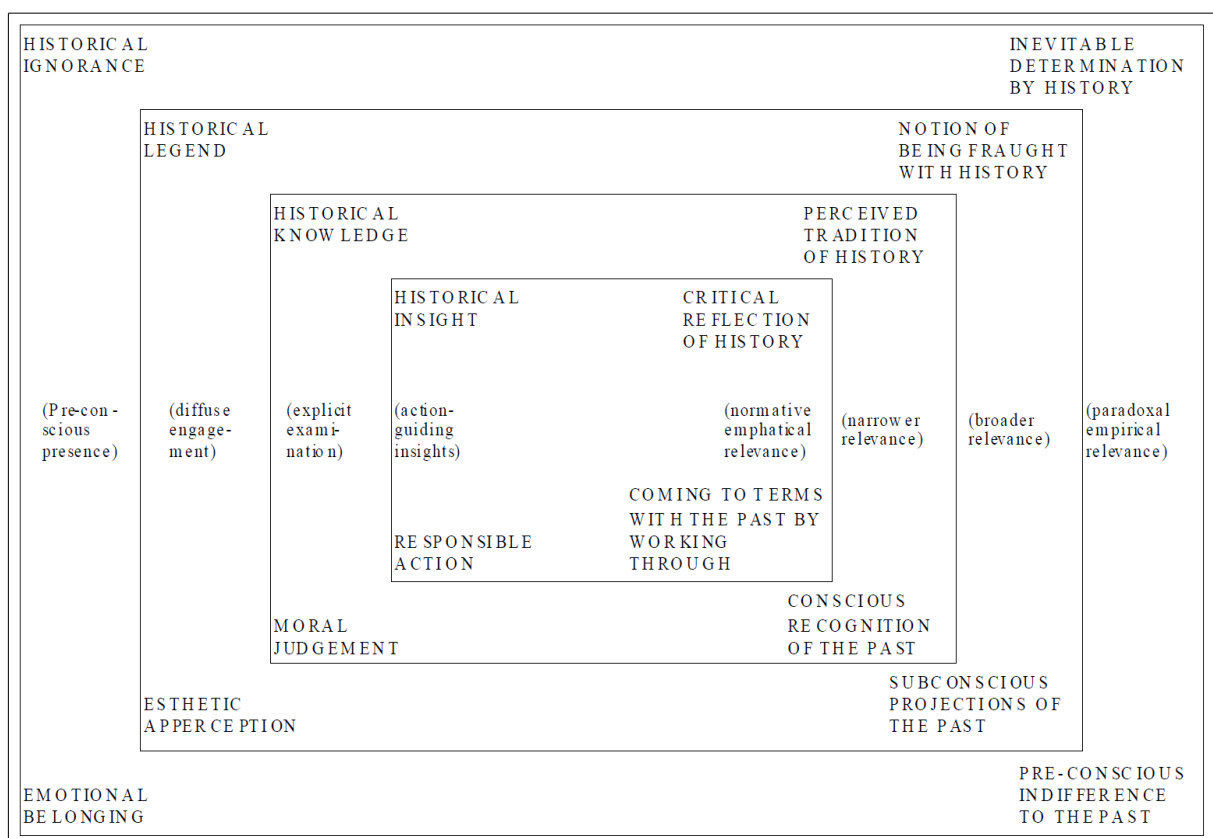 HISTORICAL
IGNORANCE
INEVITABLE
DETERMINATION
BY HISTORY
HISTORICAL
LEGEND
NOTION OF
BEING FRAUGHT
WITH HISTORY
HISTORICAL
KNOWLEDGE
PERCEIVED
TRADITION
OF HISTORY
HISTORICAL
INSIGHT
CRITICAL
REFLECTION
OF HISTORY
(Pre-con-
scious
presence)
(diffuse
engage-
ment)
(explicit
exami-
nation)
(action-
guiding
insights)
(normative
emphatical
relevance)
(narrower
relevance)
(broader
relevance)
(paradoxal
empirical
relevance)
RESPONSIBLE
ACTION
COMING TO TERMS
WITH THE PAST BY
WORKING
THROUGH
MORAL
JUDGEMENT
CONSCIOUS
RECOGNITION
OF THE PAST
ESTHETIC
APPERCEPTION
SUBCONSCIOUS
PROJECTIONS OF
THE PAST
EMOTIONAL
BELONGING
PRE-CONSCIOUS
INDIFFERENCE
TO THE PAST